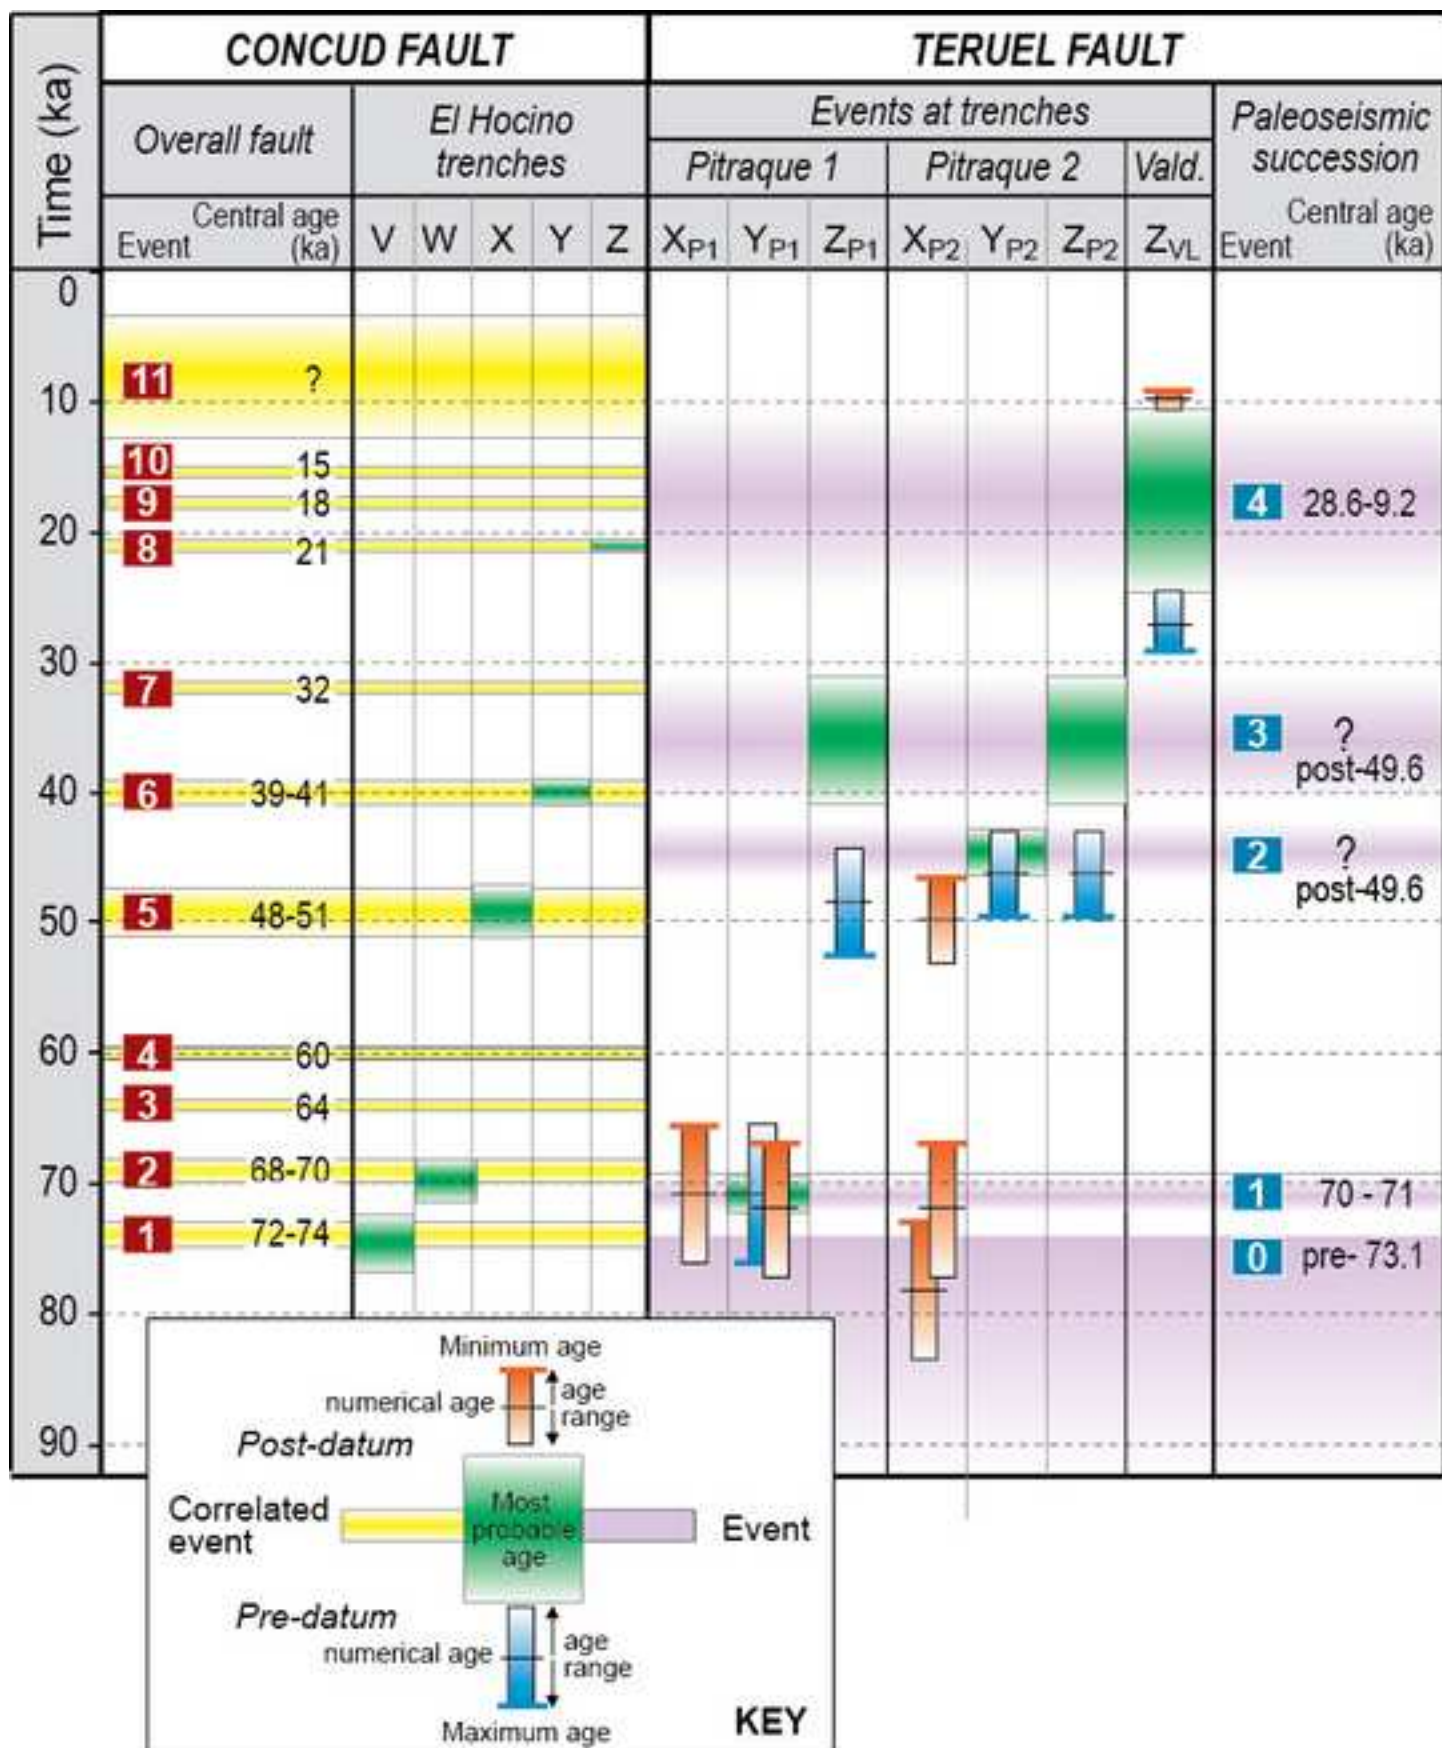 CONCUD FAULT
TERUEL FAULT
Time (ka)
Overall fault
El Hocino
trenches
Events at trenches
Paleoseismic
succession
Pitraque 1
Pitraque 2
Vald.
Event
Central age
(ka)
V W X Y Z
XP1 YP1 ZP1
XP2 YP2 ZP2
ZVL
Event
Central age
(ka)
0
11 ?
10
10 15
9 18
4 28.6-9.2
20
8 21
30
7 32
3 ?
post-49.6
40
6 39-41
2 ?
post-49.6
5 48-51
50
60
4 60
3 64
2 68-70
70
1 70 - 71
1 72-74
0 pre- 73.1
80
90
Minimum age
numerical age
age
range
Post-datum
Correlated
event
Most
probable
age
Event
Pre-datum
numerical age
age
range
Maximum age
KEY